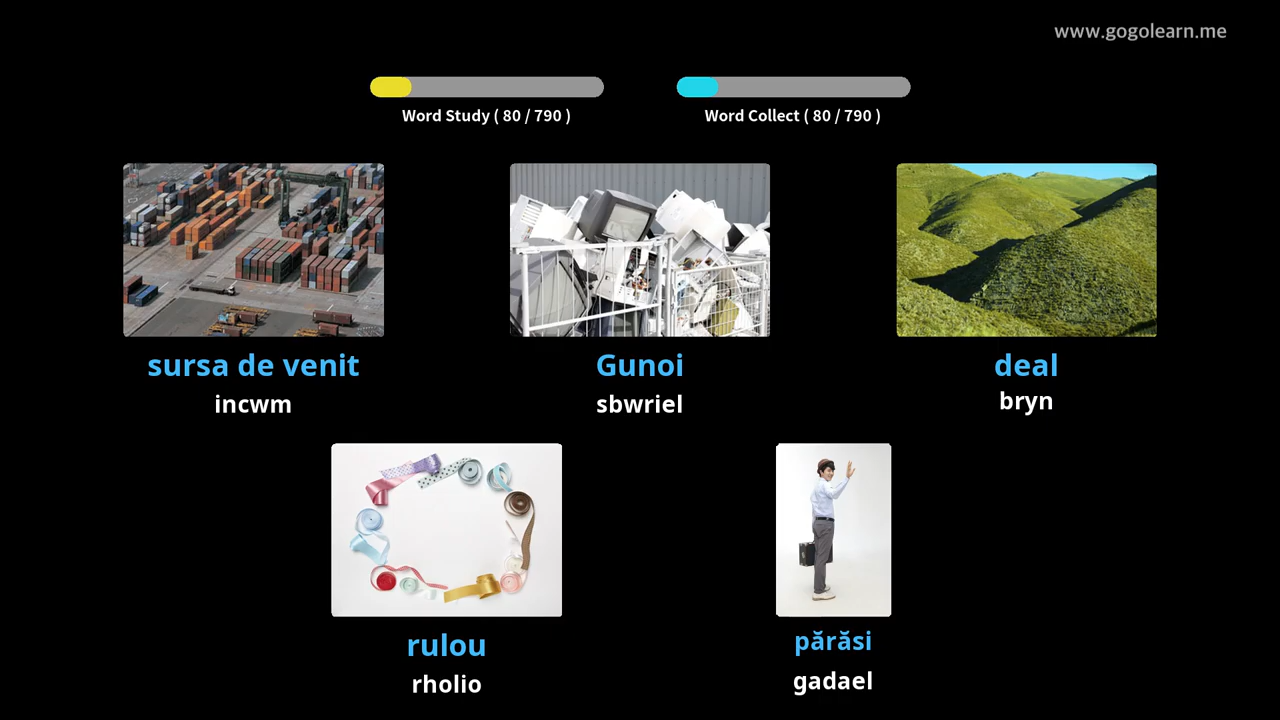 www.gogolearn.me
Word Study ( 80 / 790 )
Word Collect ( 80 / 790 )
sursa de venit
incwm
Gunoi
sbwriel
deal
bryn
rulou
rholio
părăsi
gadael